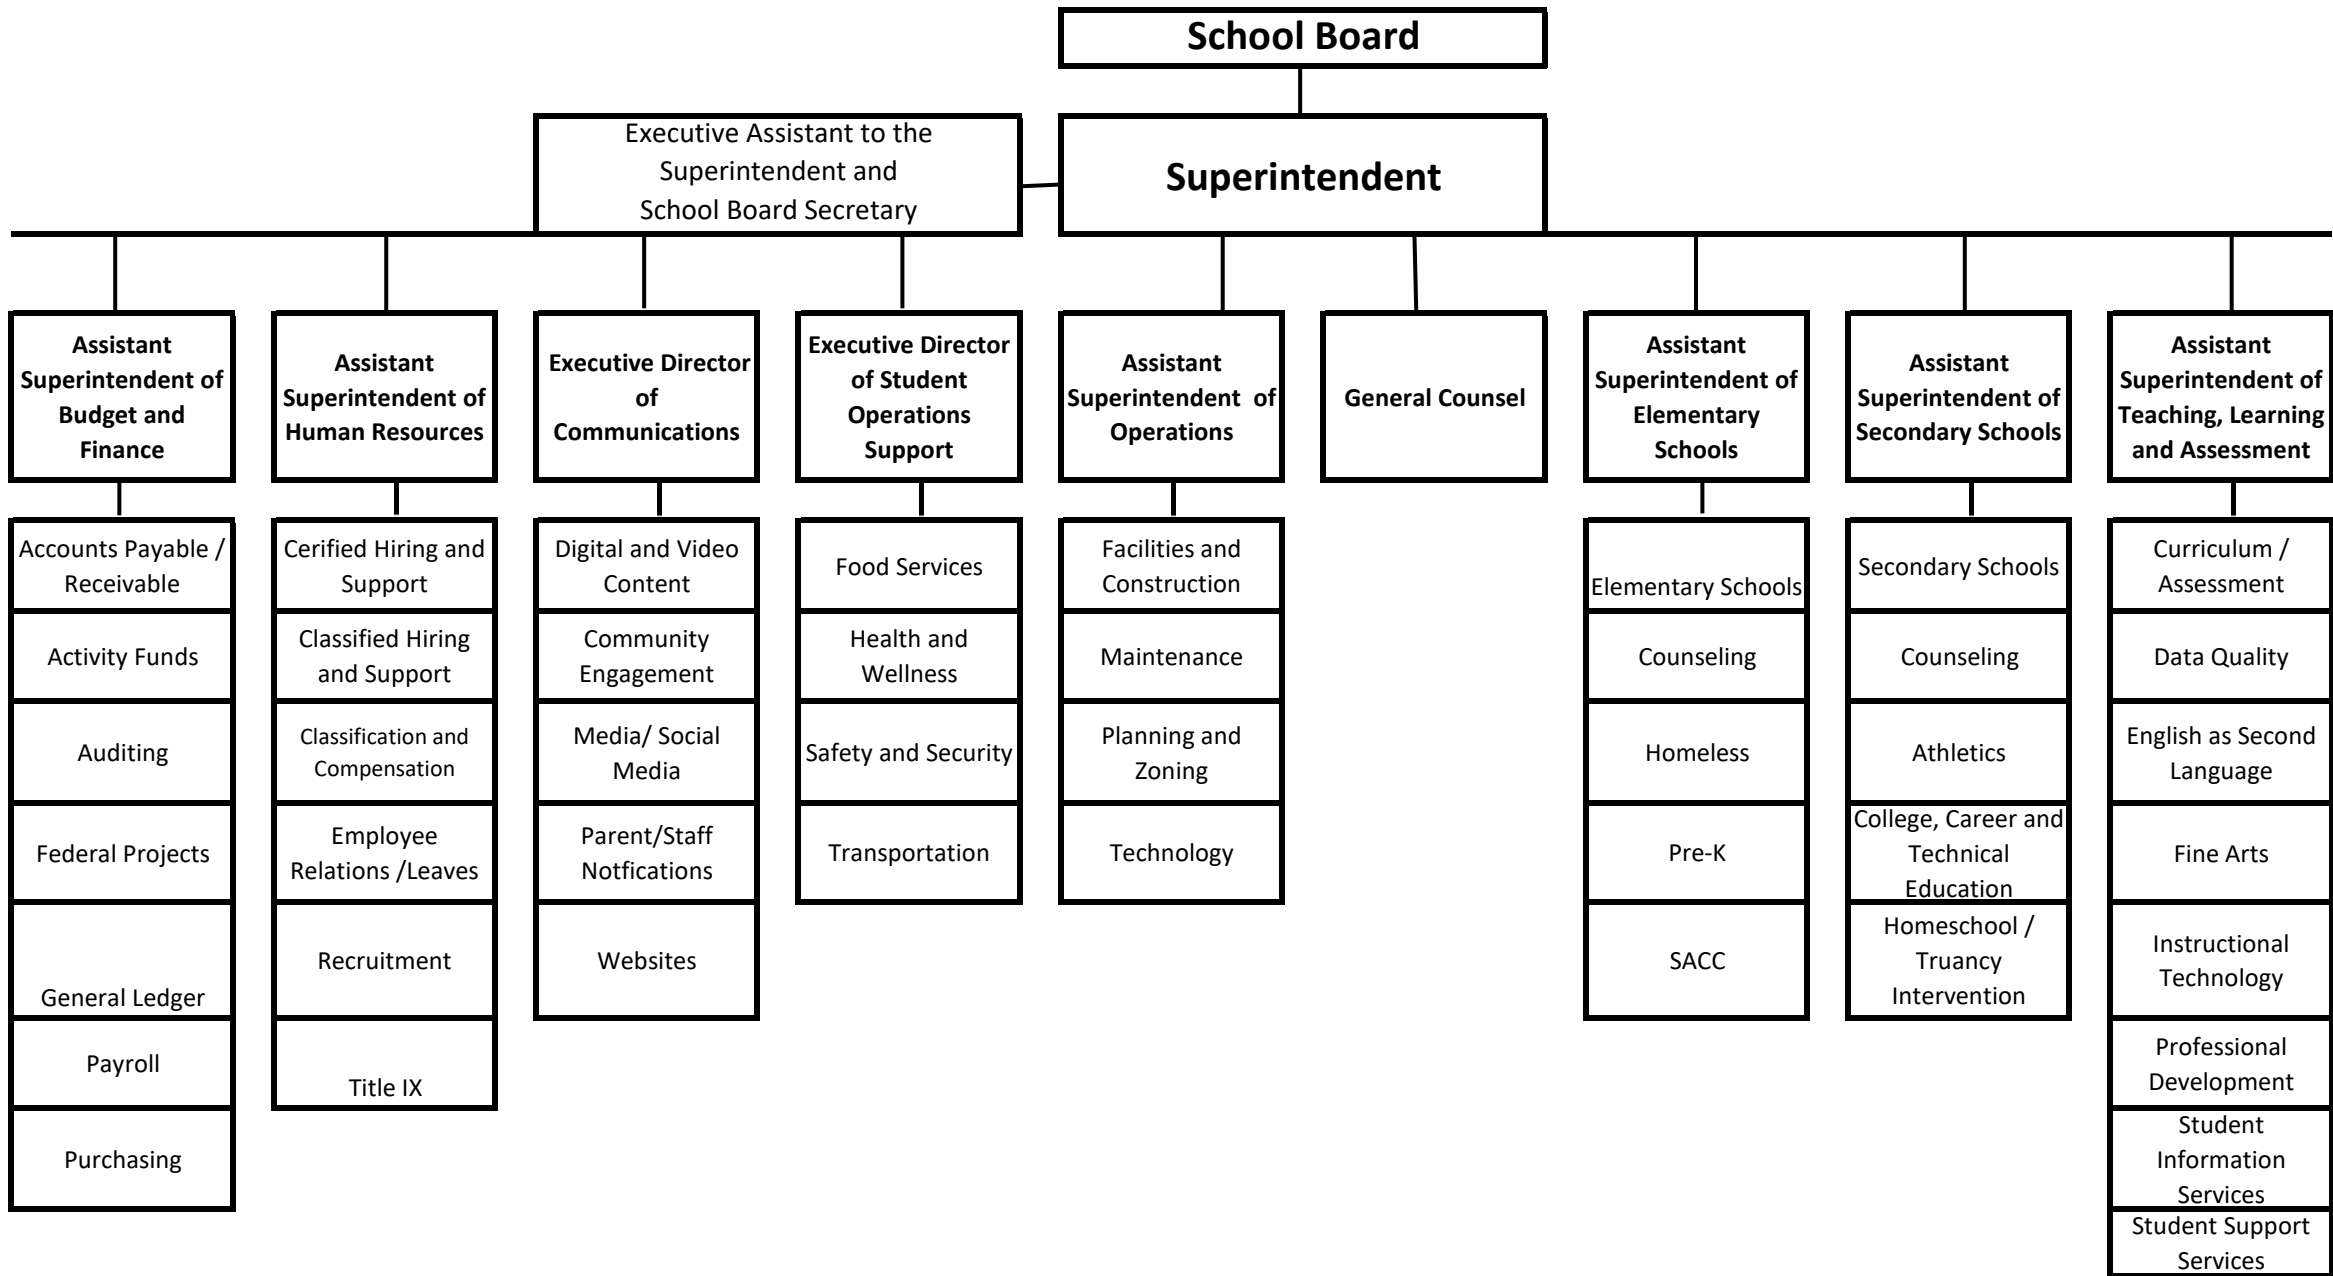 School Board
Executive Assistant to the
Superintendent and
School Board Secretary
Superintendent
Assistant
Superintendent of
Budget and
Finance
Assistant
Superintendent of
Human Resources
Executive Director
of
Communications
Executive Director
of Student
Operations
Support
Assistant
Superintendent of
Operations
General Counsel
Assistant
Superintendent of
Elementary
Schools
Assistant
Superintendent of
Secondary Schools
Assistant
Superintendent of
Teaching, Learning
and Assessment
Accounts Payable /
Receivable
Activity Funds
Auditing
Federal Projects
General Ledger
Payroll
Purchasing
Cerified Hiring and
Support
Classified Hiring
and Support
Classification and
Compensation
Employee
Relations /Leaves
Recruitment
Title IX
Digital and Video
Content
Community
Engagement
Media/ Social
Media
Parent/Staff
Notfications
Websites
Food Services
Health and
Wellness
Safety and Security
Transportation
Facilities and
Construction
Maintenance
Planning and
Zoning
Technology
Elementary Schools
Counseling
Homeless
Pre-K
SACC
Secondary Schools
Counseling
Athletics
College, Career and
Technical
Education
Homeschool /
Truancy
Intervention
Curriculum /
Assessment
Data Quality
English as Second
Language
Fine Arts
Instructional
Technology
Professional
Development
Student
Information
Services
Student Support
Services